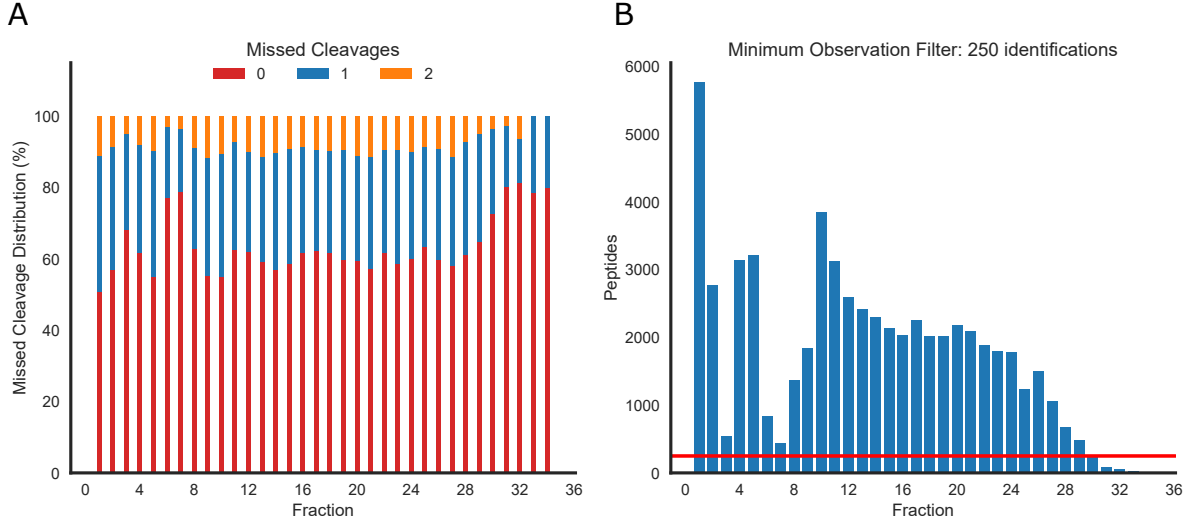 A
Missed Cleavages
0 1 2
Missed Cleavage Distribution (%)
100
80
60
40
20
0
0 4 8 12 16 20 24 28 32 36
Fraction
B
Minimum Observation Filter: 250 identifications
Peptides
6000
5000
4000
3000
2000
1000
0
0 4 8 12 16 20 24 28 32 36
Fraction